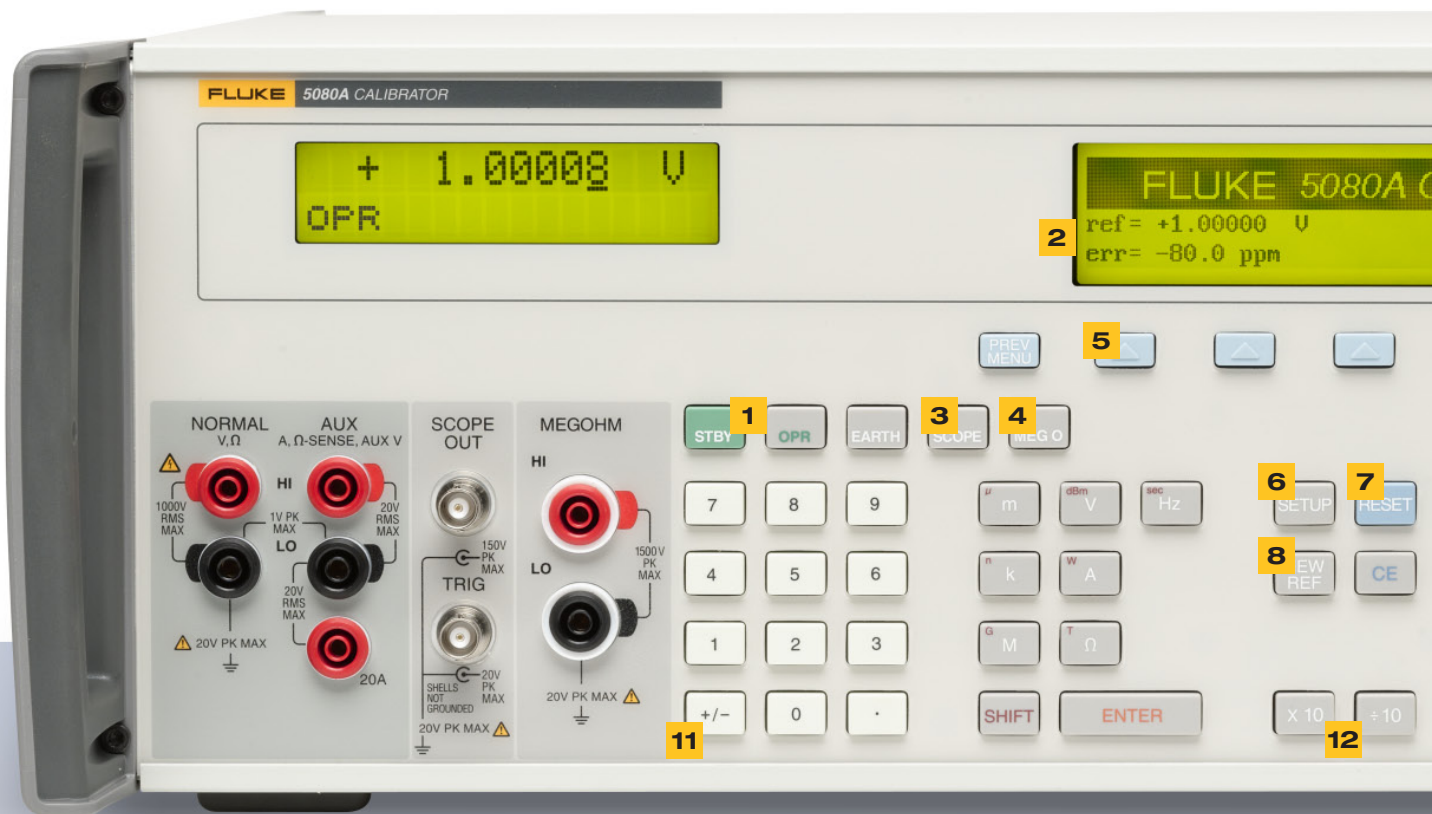 FLUKE 5080A CALIBRATOR
+ 1.00008 V
OPR
FLUKE 5080A
2
ref= +1.00000 V
err= -80.0 ppm
PREV
MENU
5
NORMAL
V,Ω
AUX
A, Ω-SENSE, AUX V
HI
1000V
RMS
MAX
1V PK
MAX
20V
RMS
MAX
LO
20V
RMS
MAX
20V PK MAX
20A
SCOPE
OUT
150V
PK
MAX
TRIG
20V
PK
MAX
SHELLS
NOT
GROUNDED
20V PK MAX
MEGOHM
HI
1500V
PK
MAX
LO
20V PK MAX
STBY
1
OPR
EARTH
3
SCOPE
4
MEG O
7 8 9
µ m
dBm V
sec Hz
6
SETUP
7
RESET
4 5 6
n k
W A
8
REF
CE
1 2 3
G M
T Ω
+/- 0 .
11
SHIFT
ENTER
X 10
÷10
12